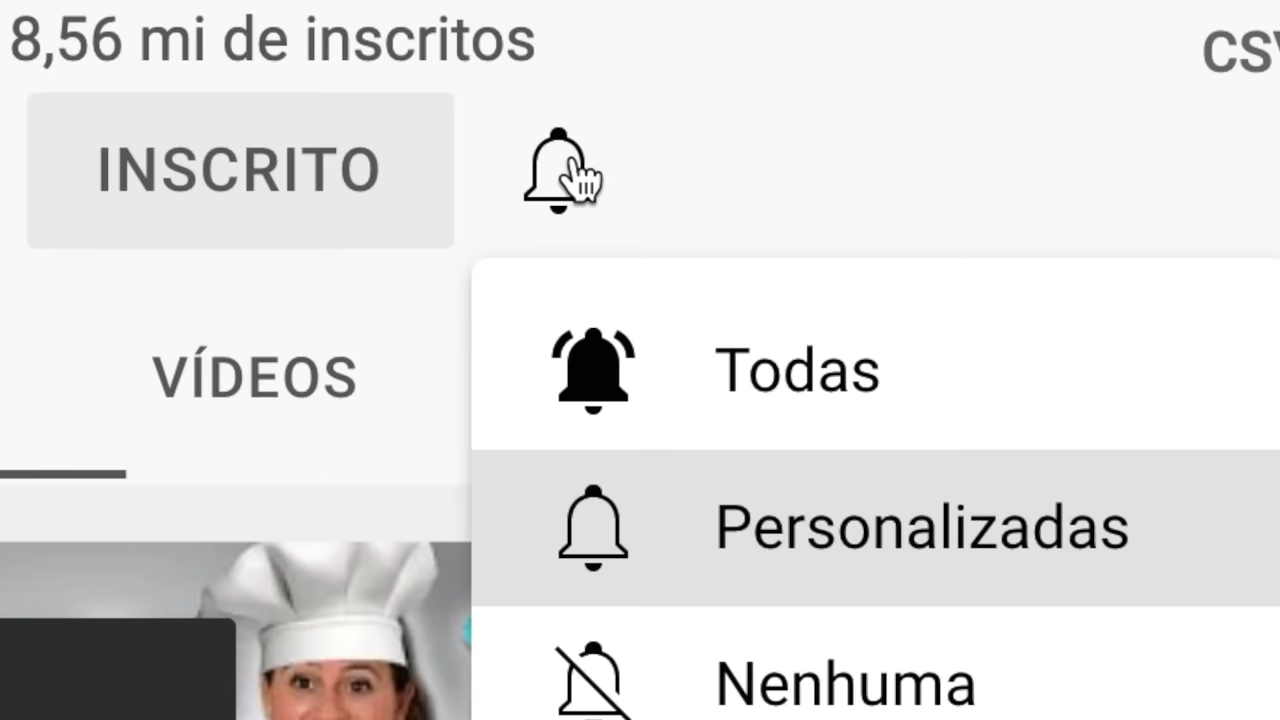 8,56 mi de inscritos
INSCRITO
VÍDEOS
Todas
Personalizadas
Nenhuma